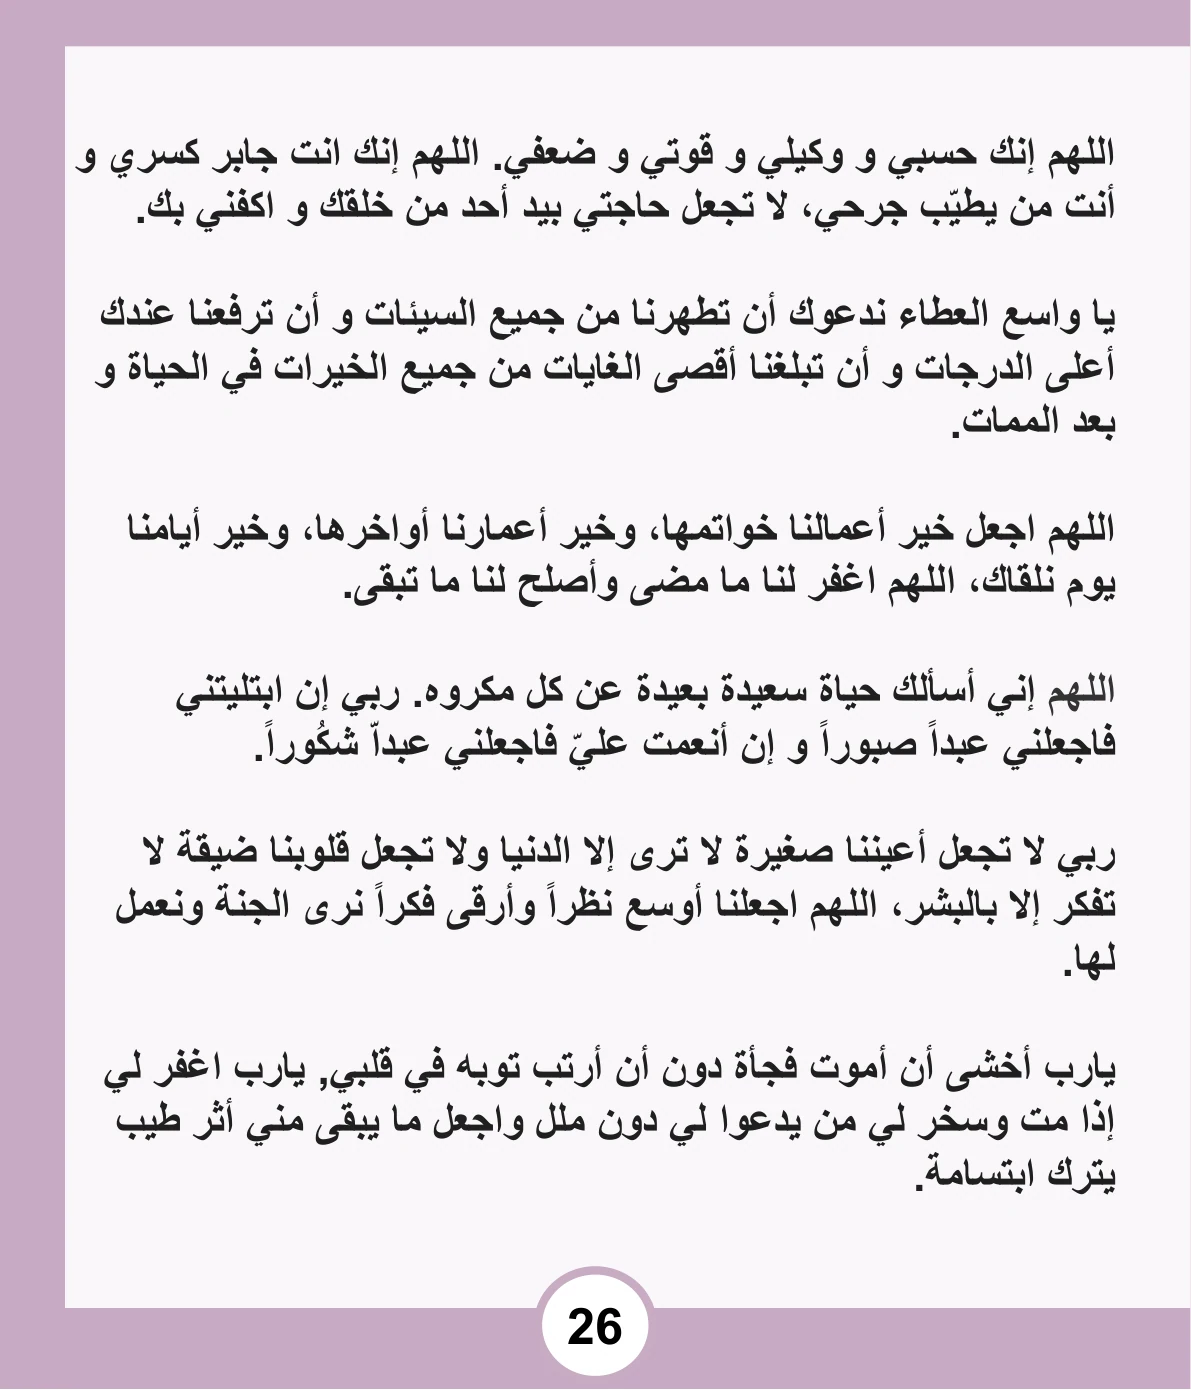 اللهم إنك حسبي و وكيلي و قوتي و ضعفي. اللهم إنك انت جابر كسري و
أنت من يطيّب جرحي، لا تجعل حاجتي بيد أحد من خلقك و اكفني بك.
يا واسع العطاء ندعوك أن تطهرنا من جميع السيئات و أن ترفعنا عندك
أعلى الدرجات و أن تبلغنا أقصى الغايات من جميع الخيرات في الحياة و
بعد الممات.
اللهم اجعل خير أعمالنا خواتمها، وخير أعمارنا أواخرها، وخير أيامنا
يوم نلقاك، اللهم اغفر لنا ما مضى وأصلح لنا ما تبقى.
اللهم إني أسألك حياة سعيدة بعيدة عن كل مكروه. ربي إن ابتليتني
فاجعلني عبداً صبوراً و إن أنعمت عليّ فاجعلني عبداّ شكُوراً.
ربي لا تجعل أعيننا صغيرة لا ترى إلا الدنيا ولا تجعل قلوبنا ضيقة لا
تفكر إلا بالبشر، اللهم اجعلنا أوسع نظراً وأرقى فكراً نرى الجنة ونعمل
لها.
يارب أخشى أن أموت فجأة دون أن أرتب توبه في قلبي, يارب اغفر لي
إذا مت وسخر لي من يدعوا لي دون ملل واجعل ما يبقى مني أثر طيب
يترك ابتسامة.
26